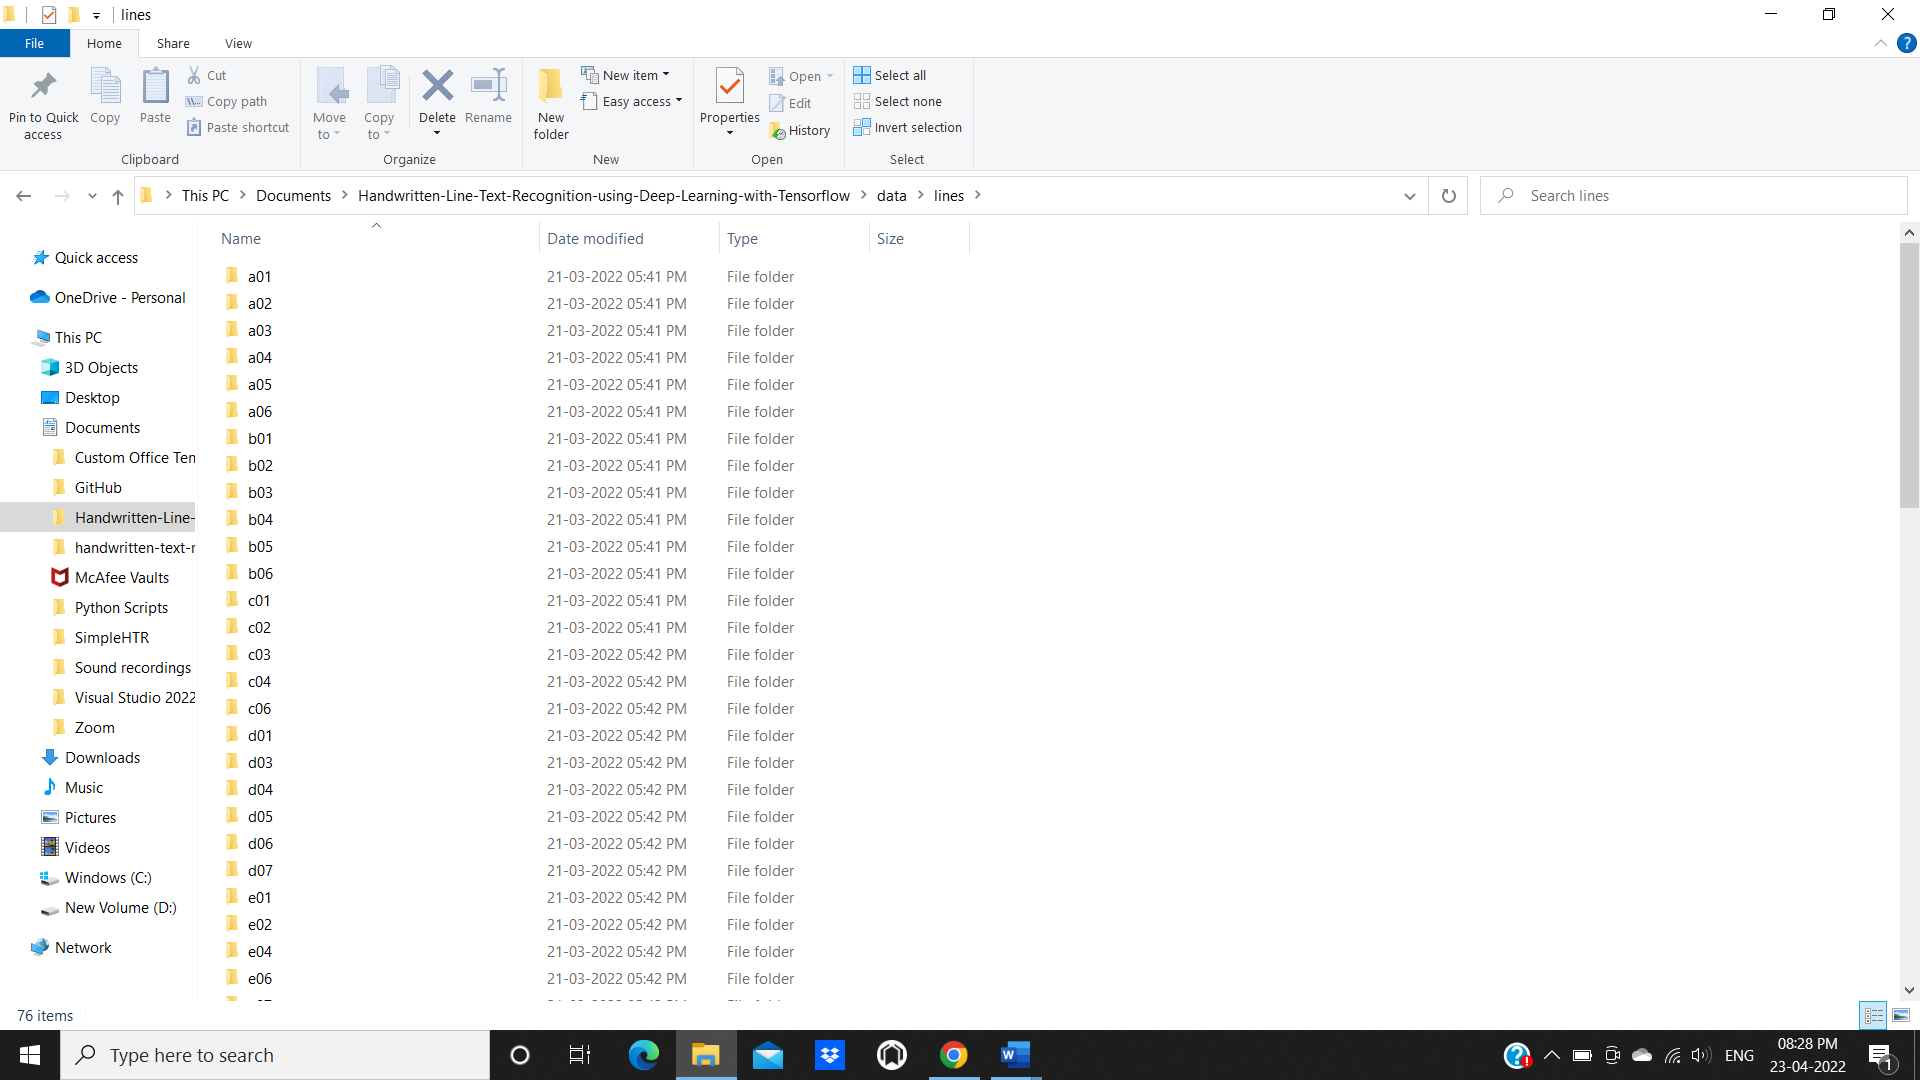 lines
File Home Share View
Pin to Quick access
Copy
Paste
Cut
Copy path
Paste shortcut
Clipboard
Move to
Copy to
Delete
Rename
Organize
New folder
New item
Easy access
New
Properties
Open
Edit
History
Open
Select all
Select none
Invert selection
Select
This PC Documents Handwritten-Line-Text-Recognition-using-Deep-Learning-with-Tensorflow data lines
Search lines
Quick access
OneDrive - Personal
This PC
3D Objects
Desktop
Documents
Custom Office Tem
GitHub
Handwritten-Line-
handwritten-text-r
McAfee Vaults
Python Scripts
SimpleHTR
Sound recordings
Visual Studio 2022
Zoom
Downloads
Music
Pictures
Videos
Windows (C:)
New Volume (D:)
Network
Name Date modified Type Size
a01 21-03-2022 05:41 PM File folder
a02 21-03-2022 05:41 PM File folder
a03 21-03-2022 05:41 PM File folder
a04 21-03-2022 05:41 PM File folder
a05 21-03-2022 05:41 PM File folder
a06 21-03-2022 05:41 PM File folder
b01 21-03-2022 05:41 PM File folder
b02 21-03-2022 05:41 PM File folder
b03 21-03-2022 05:41 PM File folder
b04 21-03-2022 05:41 PM File folder
b05 21-03-2022 05:41 PM File folder
b06 21-03-2022 05:41 PM File folder
c01 21-03-2022 05:41 PM File folder
c02 21-03-2022 05:41 PM File folder
c03 21-03-2022 05:42 PM File folder
c04 21-03-2022 05:42 PM File folder
c06 21-03-2022 05:42 PM File folder
d01 21-03-2022 05:42 PM File folder
d03 21-03-2022 05:42 PM File folder
d04 21-03-2022 05:42 PM File folder
d05 21-03-2022 05:42 PM File folder
d06 21-03-2022 05:42 PM File folder
d07 21-03-2022 05:42 PM File folder
e01 21-03-2022 05:42 PM File folder
e02 21-03-2022 05:42 PM File folder
e04 21-03-2022 05:42 PM File folder
e06 21-03-2022 05:42 PM File folder
76 items
Type here to search
ENG
08:28 PM
23-04-2022
1